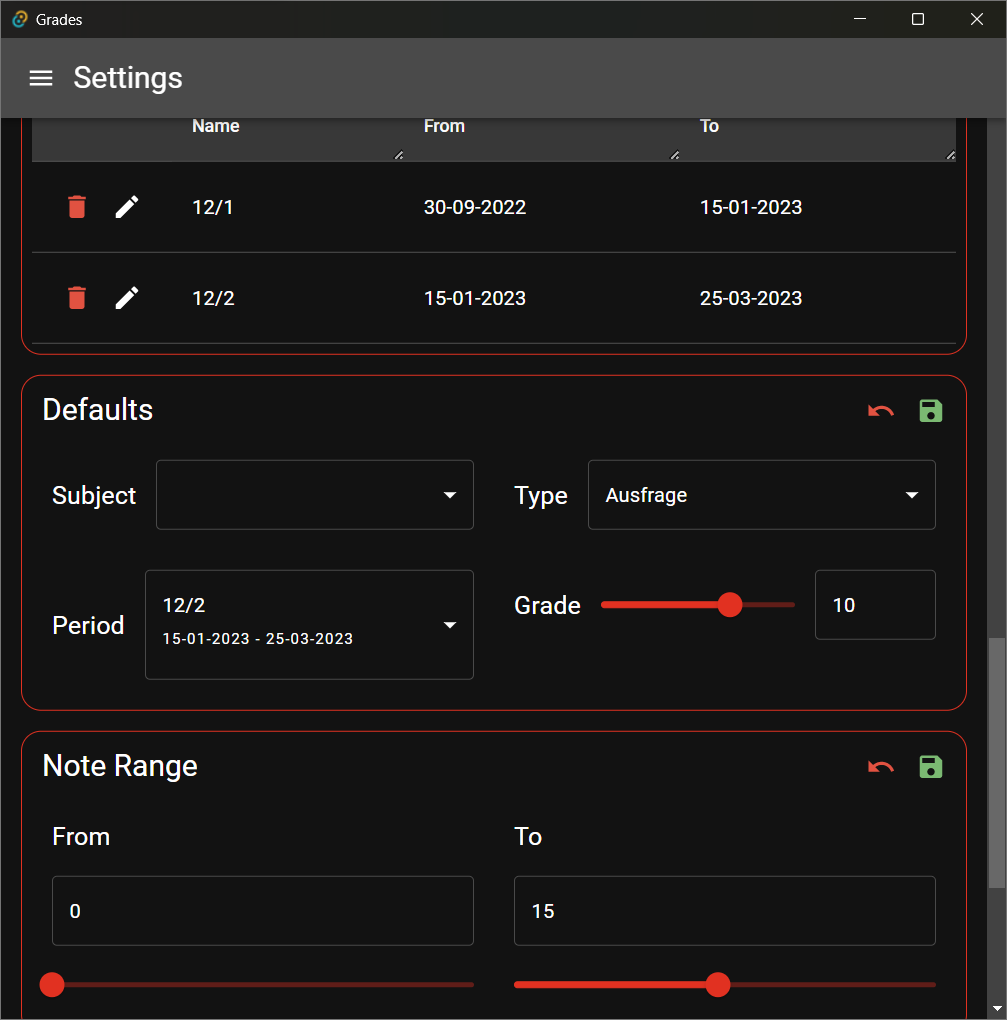 Grades
Settings
Name From To
12/1 30-09-2022 15-01-2023
12/2 15-01-2023 25-03-2023
Defaults
Subject Type Ausfrage
Period 12/2
15-01-2023 - 25-03-2023
Grade 10
Note Range
From To
0 15